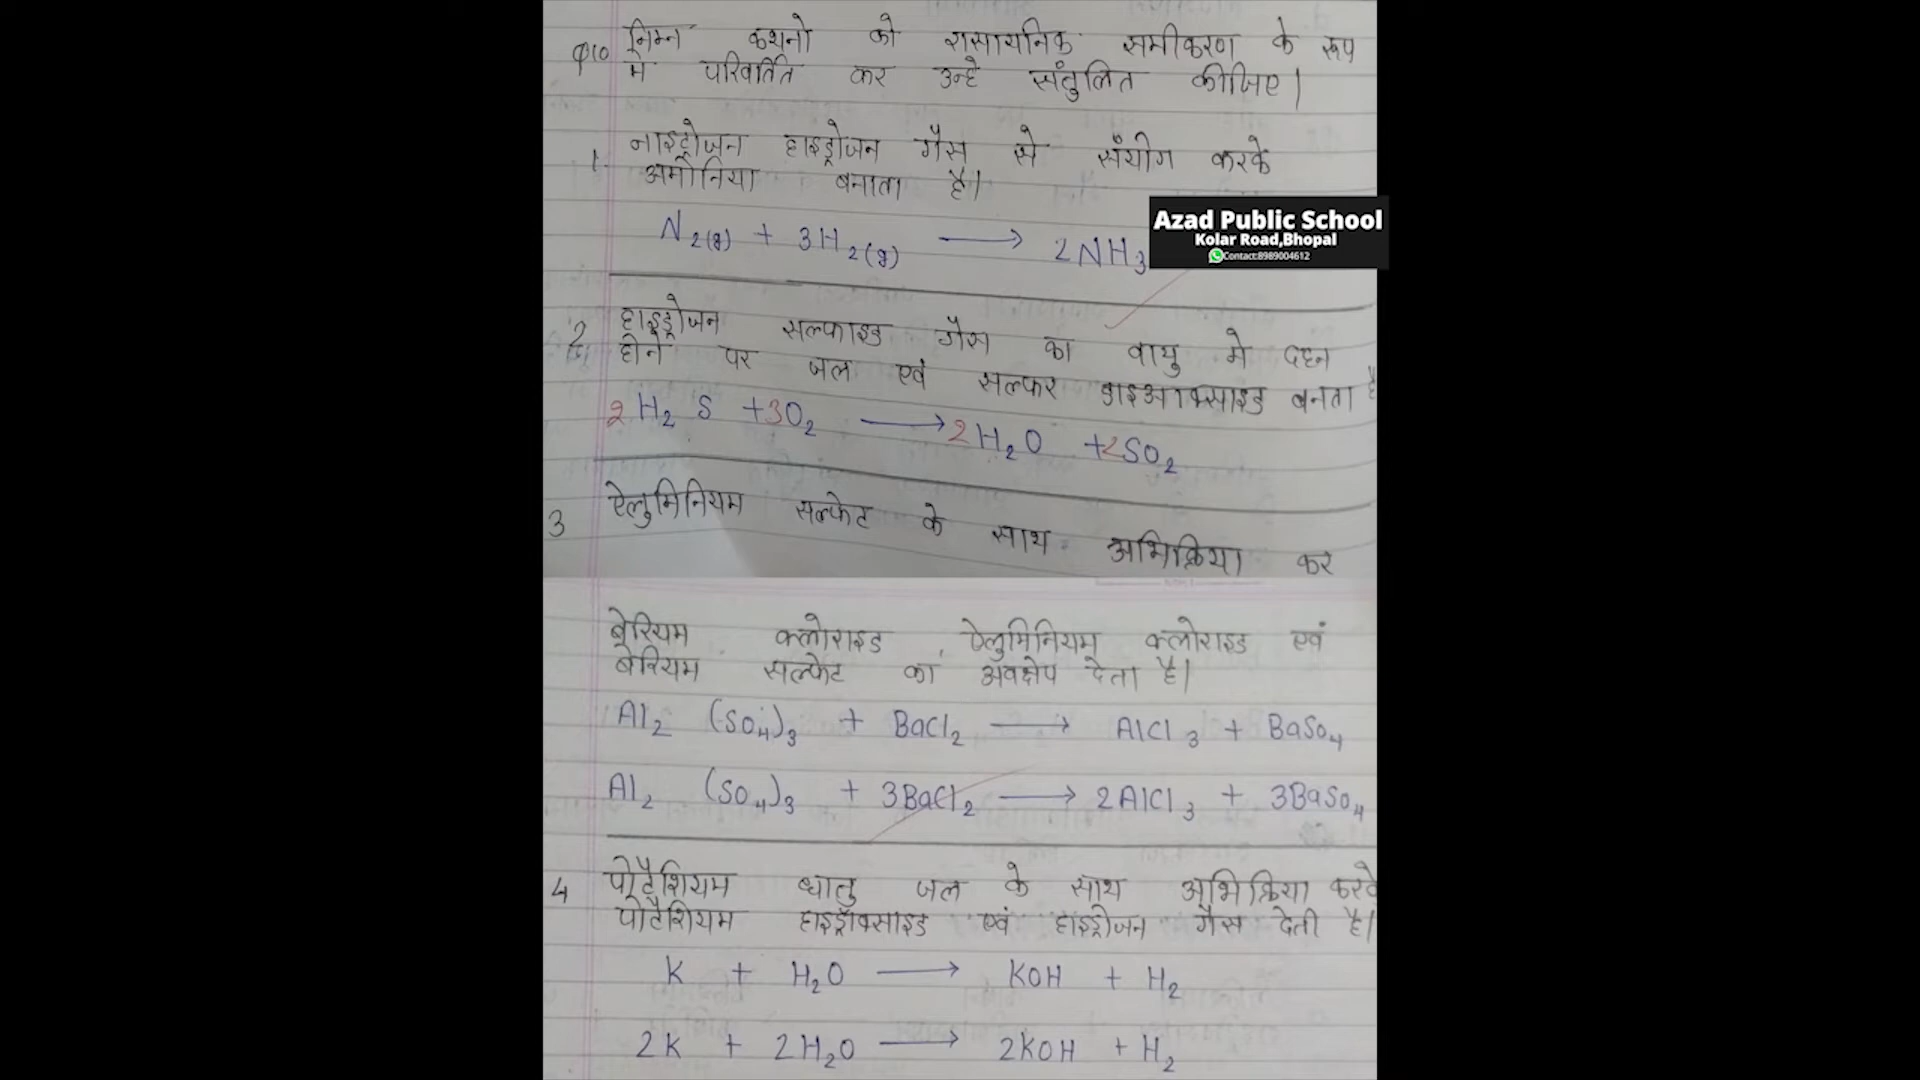 Q10 निम्न कथनो को रासायनिक समीकरण के रूप
मे परिवर्तित कर उन्हे संतुलित कीजिए।
1. नाइट्रोजन हाइड्रोजन गैस से संयोग करके
अमोनिया बनाता है।
N2(g) + 3H2(g) ⟶ 2NH3
Azad Public School
Kolar Road,Bhopal
Contact:8989004612
2 हाइड्रोजन सल्फाइड गैस का वायु मे दहन
होने पर जल एवं सल्फर डाइआक्साइड बनता है
2H2S + 3O2 ⟶ 2H2O + 2SO2
3 ऐलुमिनियम सल्फेट के साथ अभिक्रिया कर
बेरियम क्लोराइड, ऐलुमिनियम क्लोराइड एवं
बेरियम सल्फेट का अवक्षेप देता है।
Al2 (SO4)3 + BaCl2 ⟶ AlCl3 + BaSO4
Al2 (SO4)3 + 3BaCl2 ⟶ 2AlCl3 + 3BaSO4
4 पोटैशियम धातु जल के साथ अभिक्रिया करके
पोटैशियम हाइड्रॉक्साइड एवं हाइड्रोजन गैस देती है।
K + H2O ⟶ KOH + H2
2K + 2H2O ⟶ 2KOH + H2